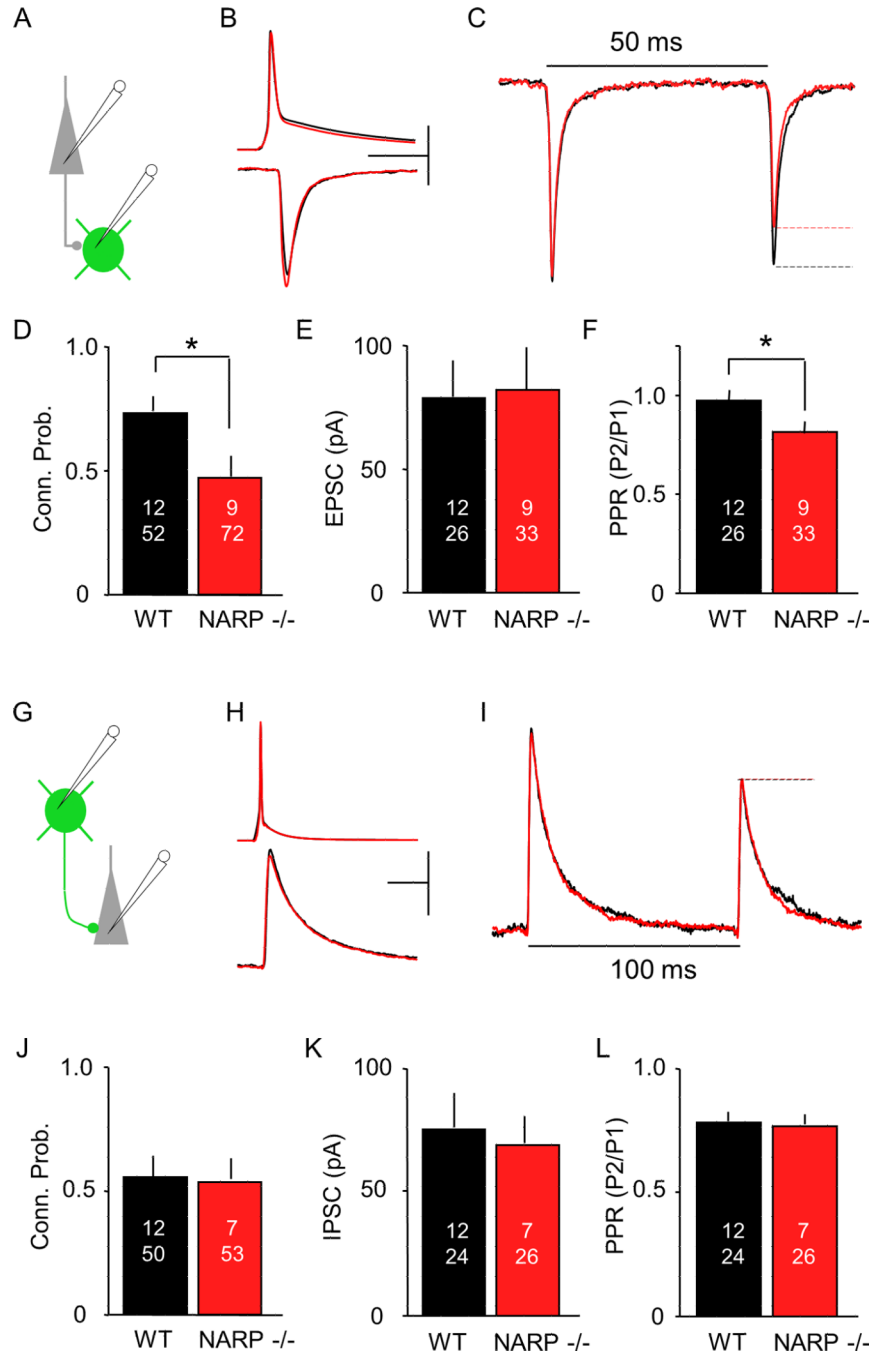 A
B
C
50 ms
D
1.0
0.5
0
Conn. Prob.
*
12
52
9
72
WT
NARP -/-
E
100
50
0
EPSC (pA)
12
26
9
33
WT
NARP -/-
F
1.0
0.5
0
PPR (P2/P1)
*
12
26
9
33
WT
NARP -/-
G
H
I
100 ms
J
1.0
0.5
0
Conn. Prob.
12
50
7
53
WT
NARP -/-
K
100
50
0
IPSC (pA)
12
24
7
26
WT
NARP -/-
L
1.0
0.5
0
PPR (P2/P1)
12
24
7
26
WT
NARP -/-